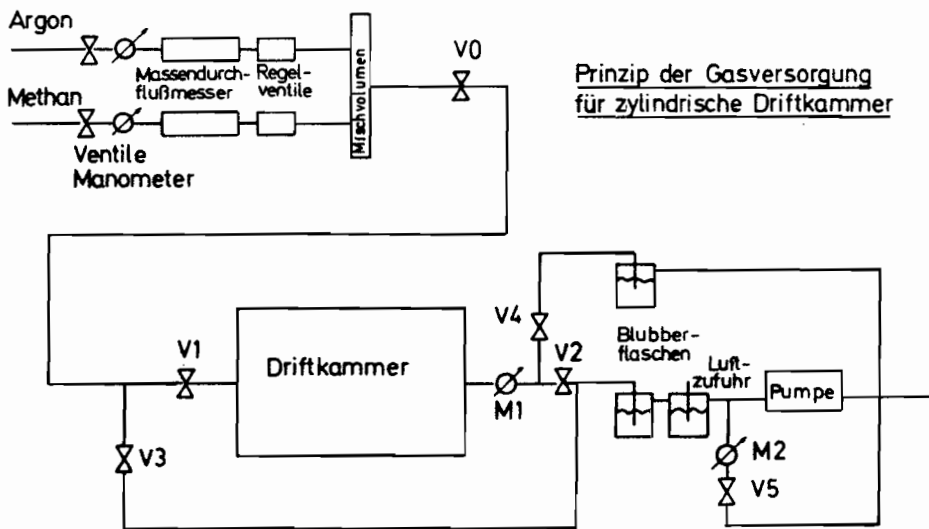 Argon
Massendurch-
flußmesser
Regel-
ventile
Methan
Ventile
Manometer
Mischvolumen
V0
Prinzip der Gasversorgung
für zylindrische Driftkammer
V1
Driftkammer
V3
M1
V4
V2
Blubber-
flaschen
Luft-
zufuhr
Pumpe
M2
V5